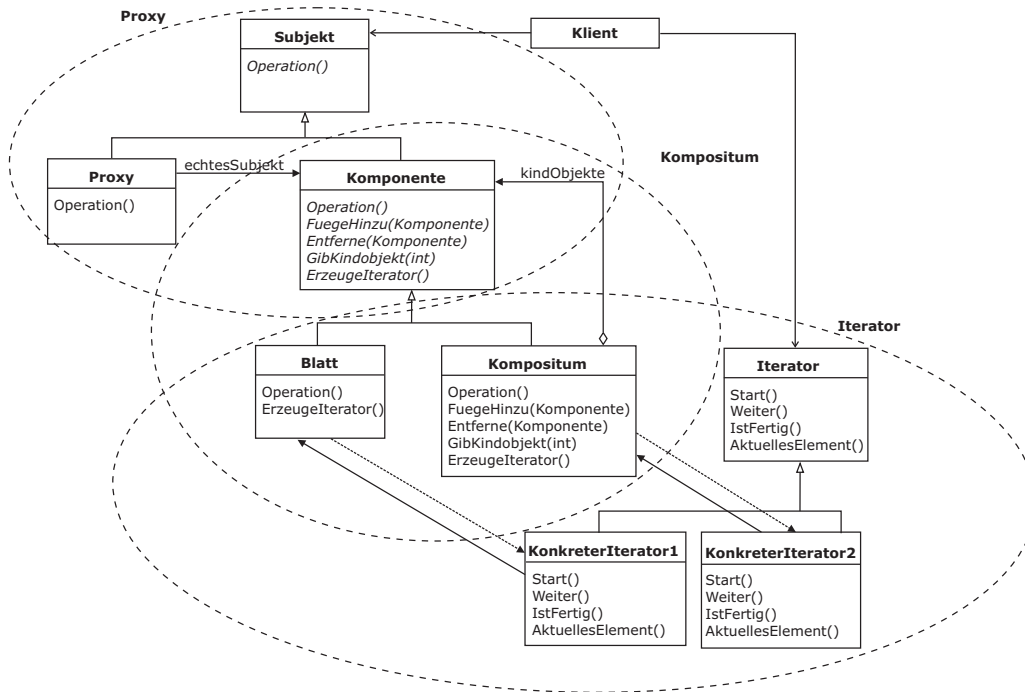 Proxy
Subjekt
Operation()
Klient
Kompositum
Proxy
Operation()
echtesSubjekt
Komponente
Operation()
FuegeHinzu(Komponente)
Entferne(Komponente)
GibKindobjekt(int)
ErzeugeIterator()
kindObjekte
Iterator
Blatt
Operation()
ErzeugeIterator()
Kompositum
Operation()
FuegeHinzu(Komponente)
Entferne(Komponente)
GibKindobjekt(int)
ErzeugeIterator()
Iterator
Start()
Weiter()
IstFertig()
AktuellesElement()
KonkreterIterator1
Start()
Weiter()
IstFertig()
AktuellesElement()
KonkreterIterator2
Start()
Weiter()
IstFertig()
AktuellesElement()